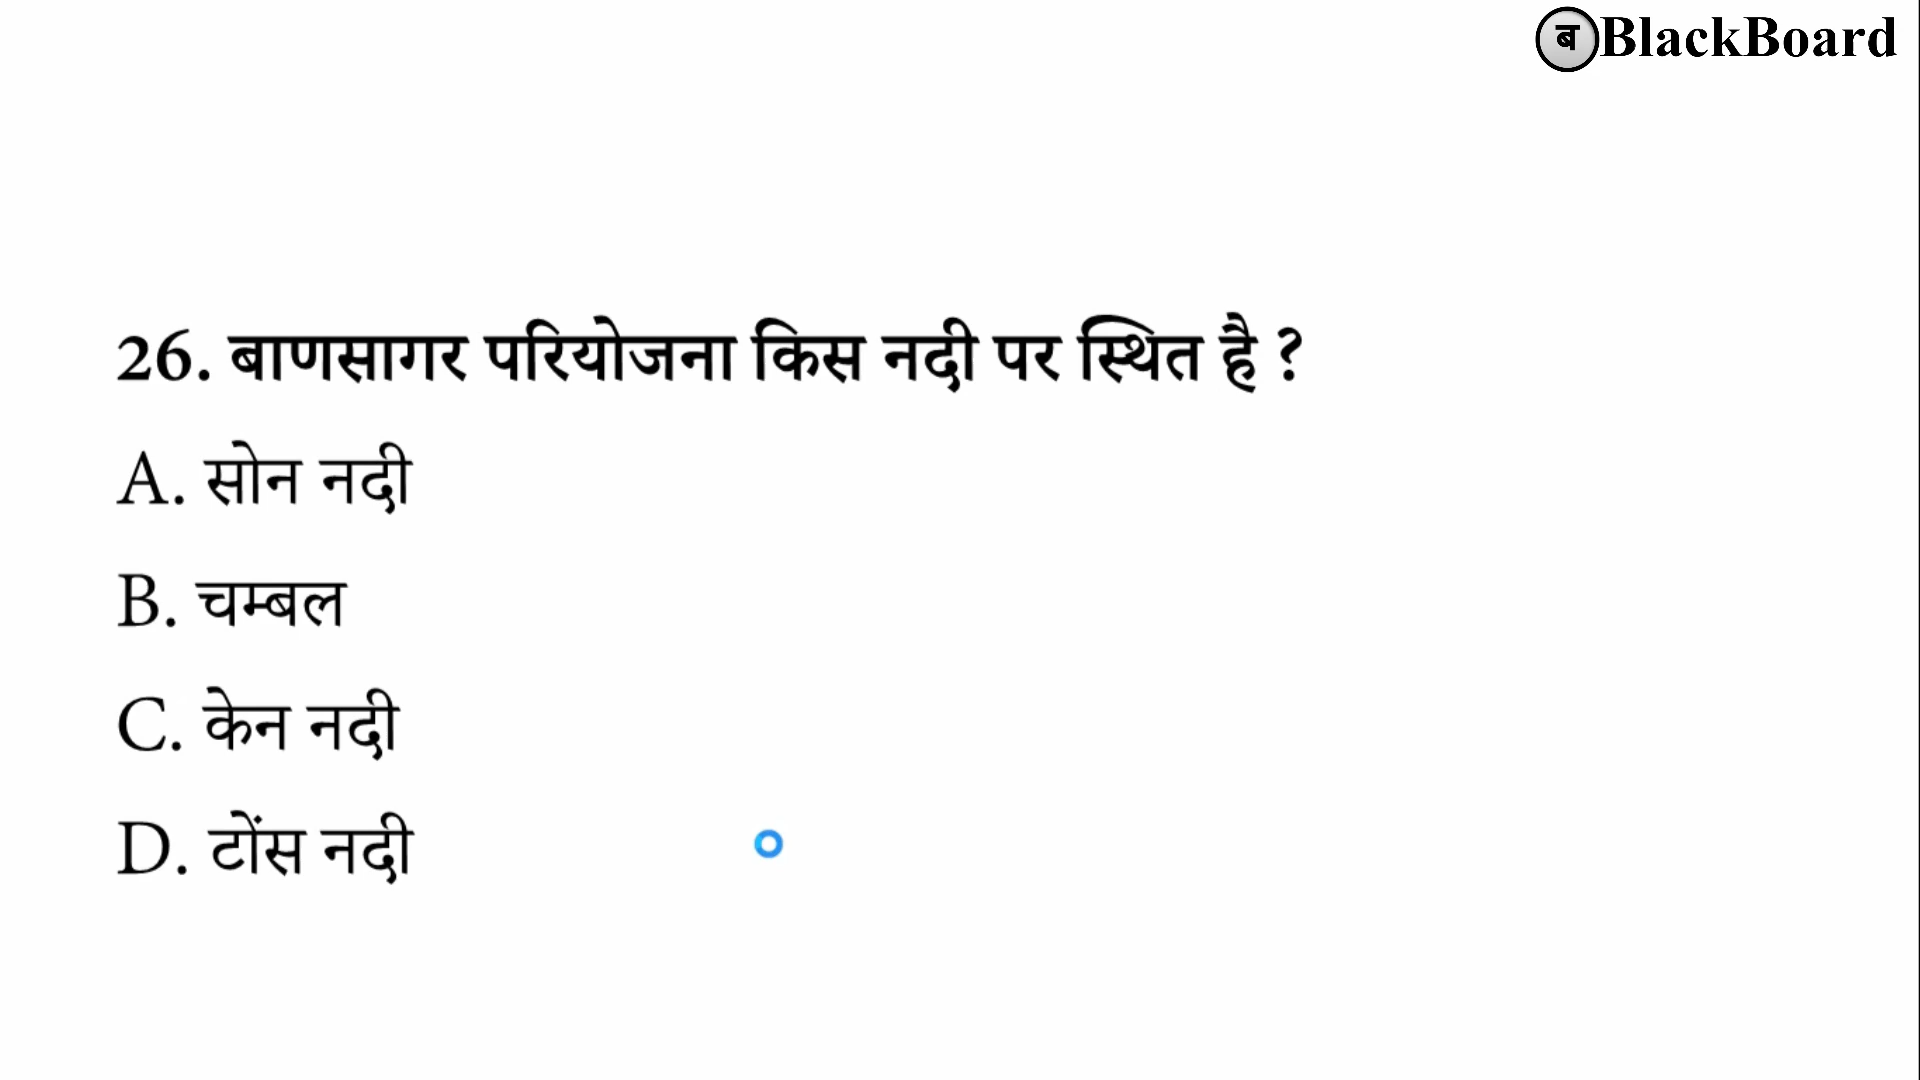 ब BlackBoard
26. बाणसागर परियोजना किस नदी पर स्थित है ?
A. सोन नदी
B. चम्बल
C. केन नदी
D. टोंस नदी